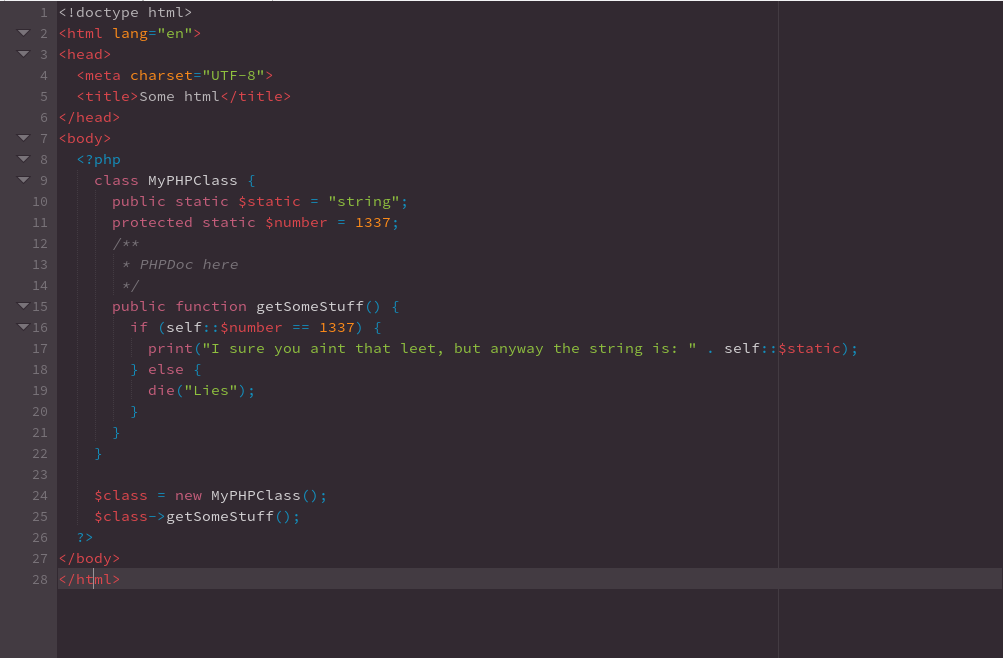 1 <!doctype html>
2 <html lang="en">
3 <head>
4   <meta charset="UTF-8">
5   <title>Some html</title>
6 </head>
7 <body>
8   <?php
9     class MyPHPClass {
10       public static $static = "string";
11       protected static $number = 1337;
12       /**
13        * PHPDoc here
14        */
15       public function getSomeStuff() {
16         if (self::$number == 1337) {
17           print("I sure you aint that leet, but anyway the string is: " . self::$static);
18         } else {
19           die("Lies");
20         }
21       }
22     }
23
24     $class = new MyPHPClass();
25     $class->getSomeStuff();
26   ?>
27 </body>
28 </html>